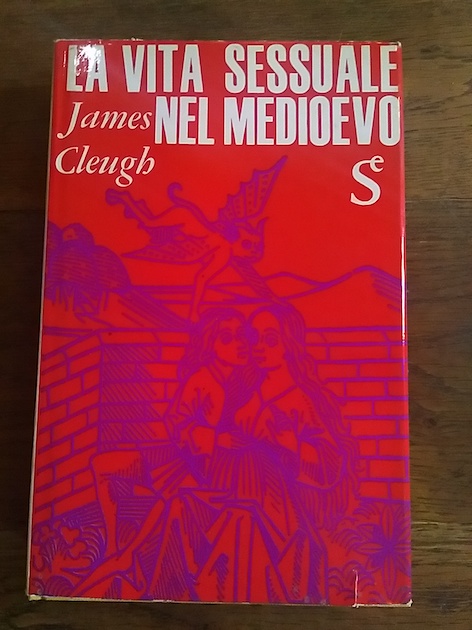 LA VITA SESSUALE
James NEL MEDIOEVO
Cleugh
Se